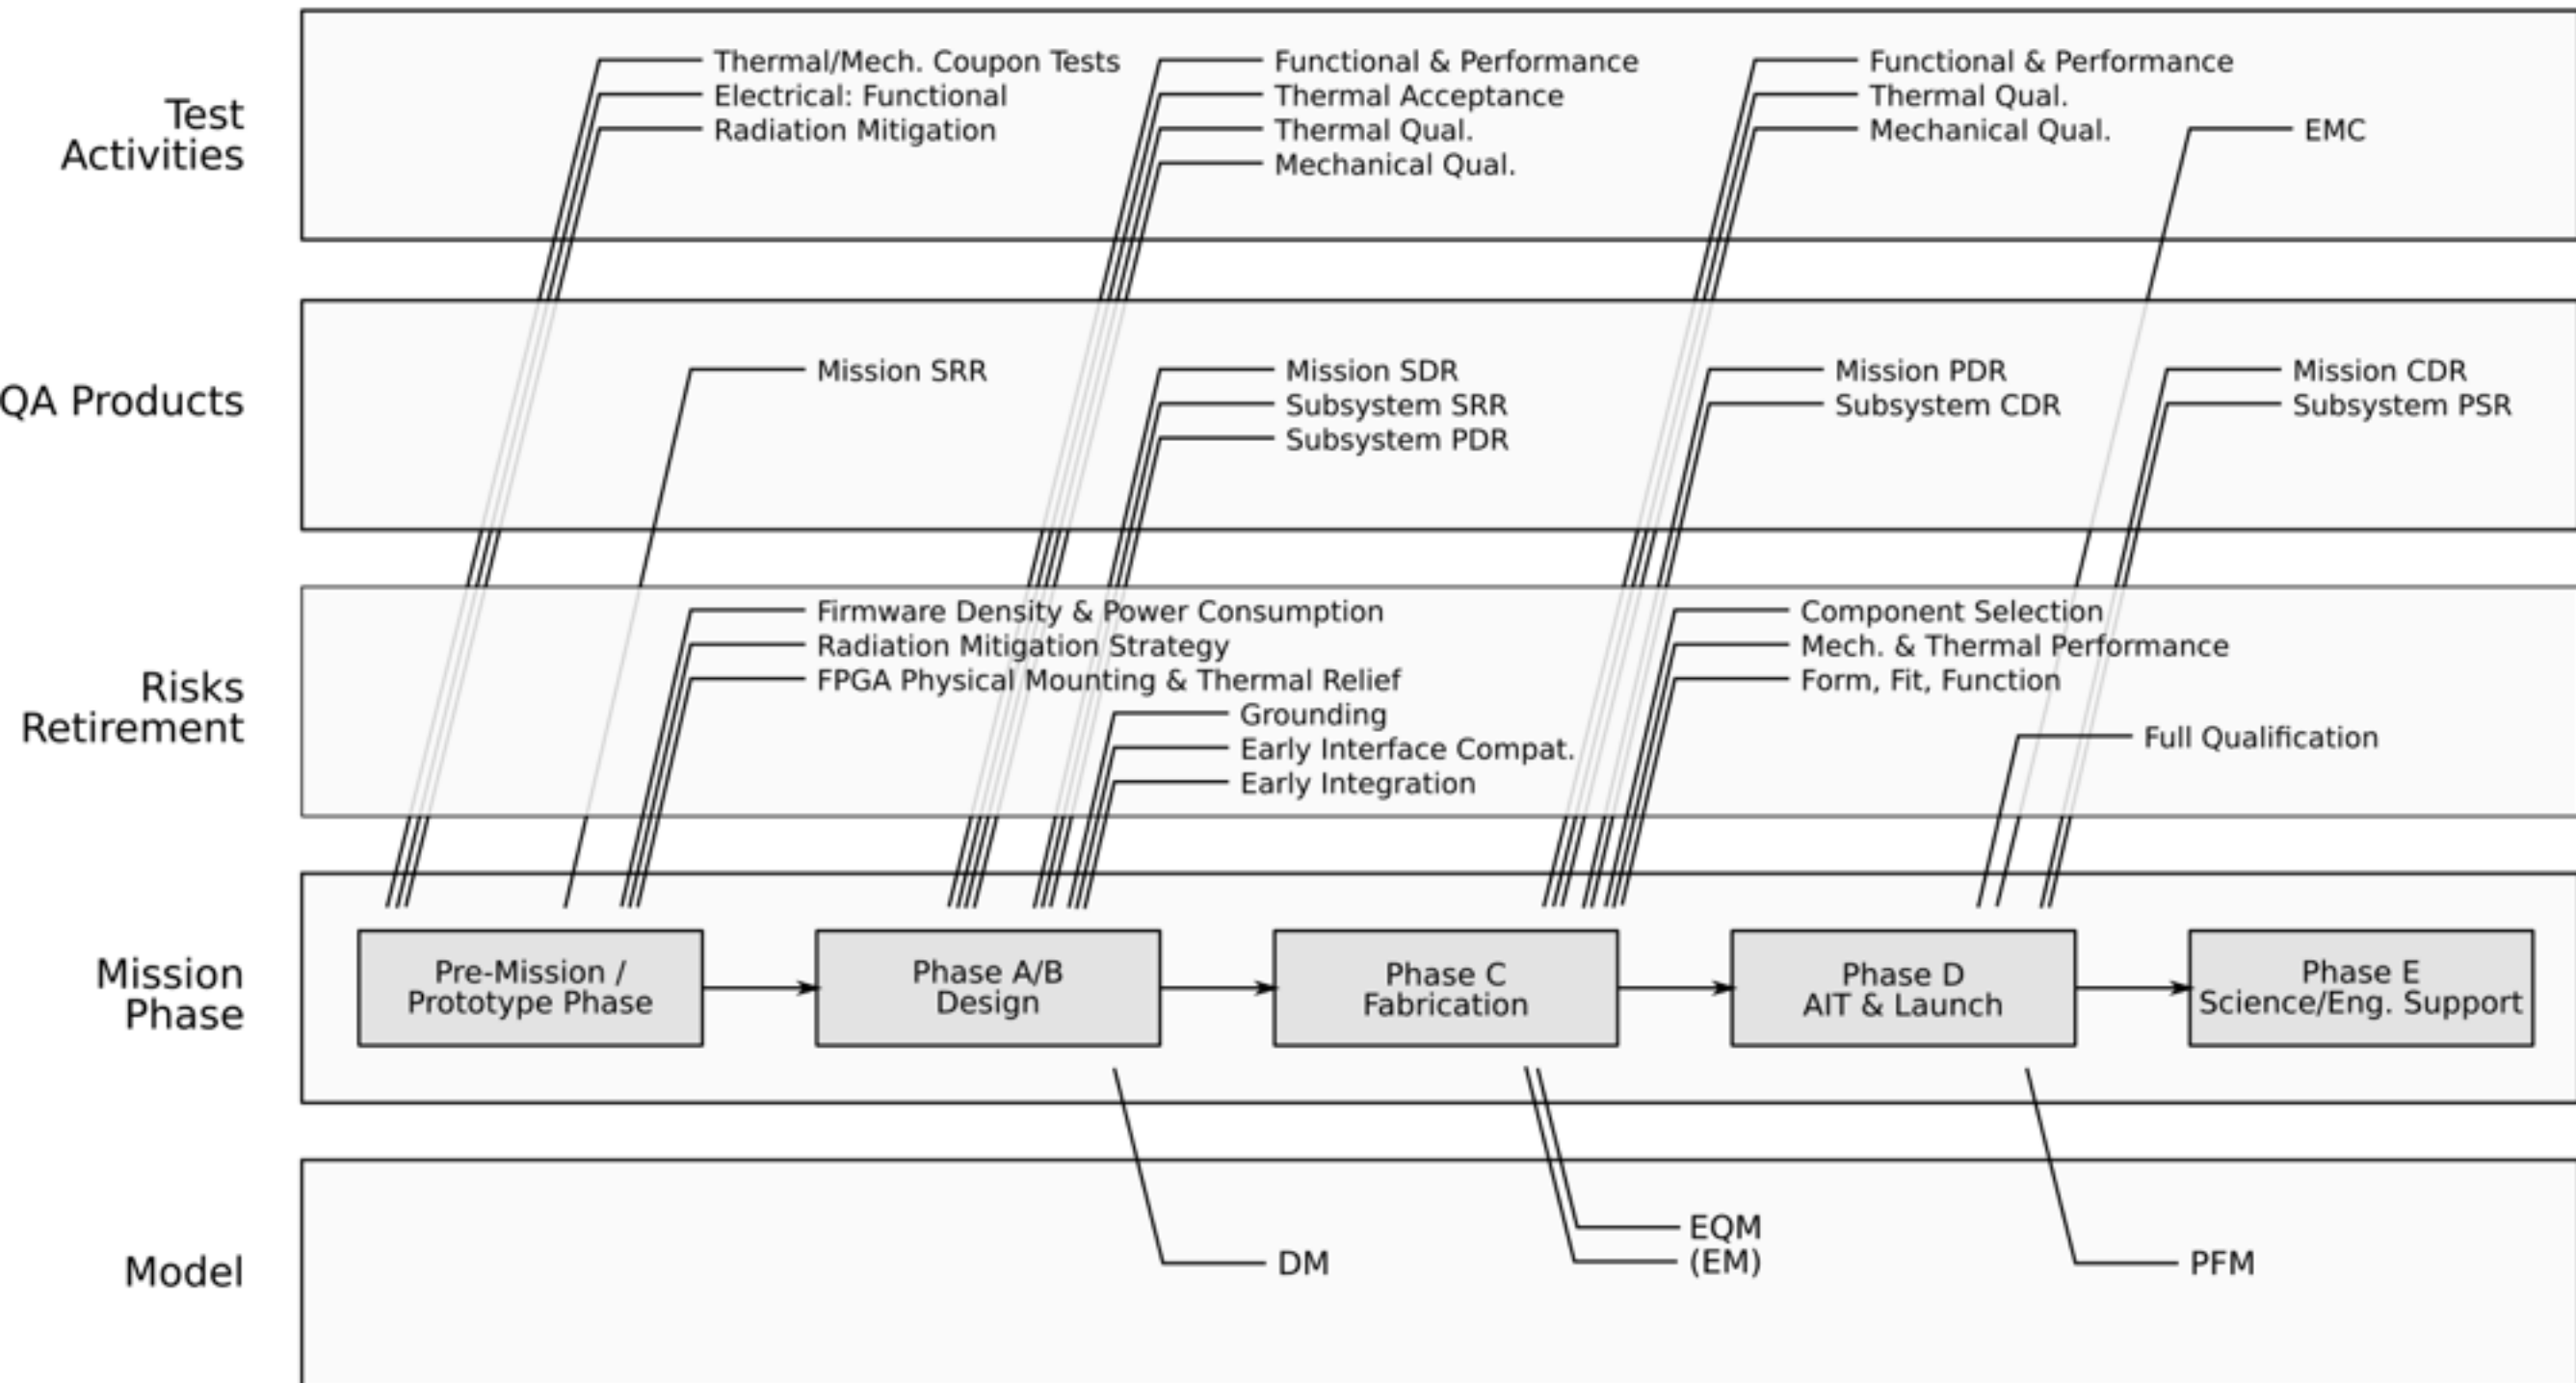 Test
Activities
Thermal/Mech. Coupon Tests
Electrical: Functional
Radiation Mitigation
Functional & Performance
Thermal Acceptance
Thermal Qual.
Mechanical Qual.
Functional & Performance
Thermal Qual.
Mechanical Qual.
EMC
QA Products
Mission SRR
Mission SDR
Subsystem SRR
Subsystem PDR
Mission PDR
Subsystem CDR
Mission CDR
Subsystem PSR
Risks
Retirement
Firmware Density & Power Consumption
Radiation Mitigation Strategy
FPGA Physical Mounting & Thermal Relief
Grounding
Early Interface Compat.
Early Integration
Component Selection
Mech. & Thermal Performance
Form, Fit, Function
Full Qualification
Mission
Phase
Pre-Mission /
Prototype Phase
Phase A/B
Design
Phase C
Fabrication
Phase D
AIT & Launch
Phase E
Science/Eng. Support
Model
DM
EQM
(EM)
PFM